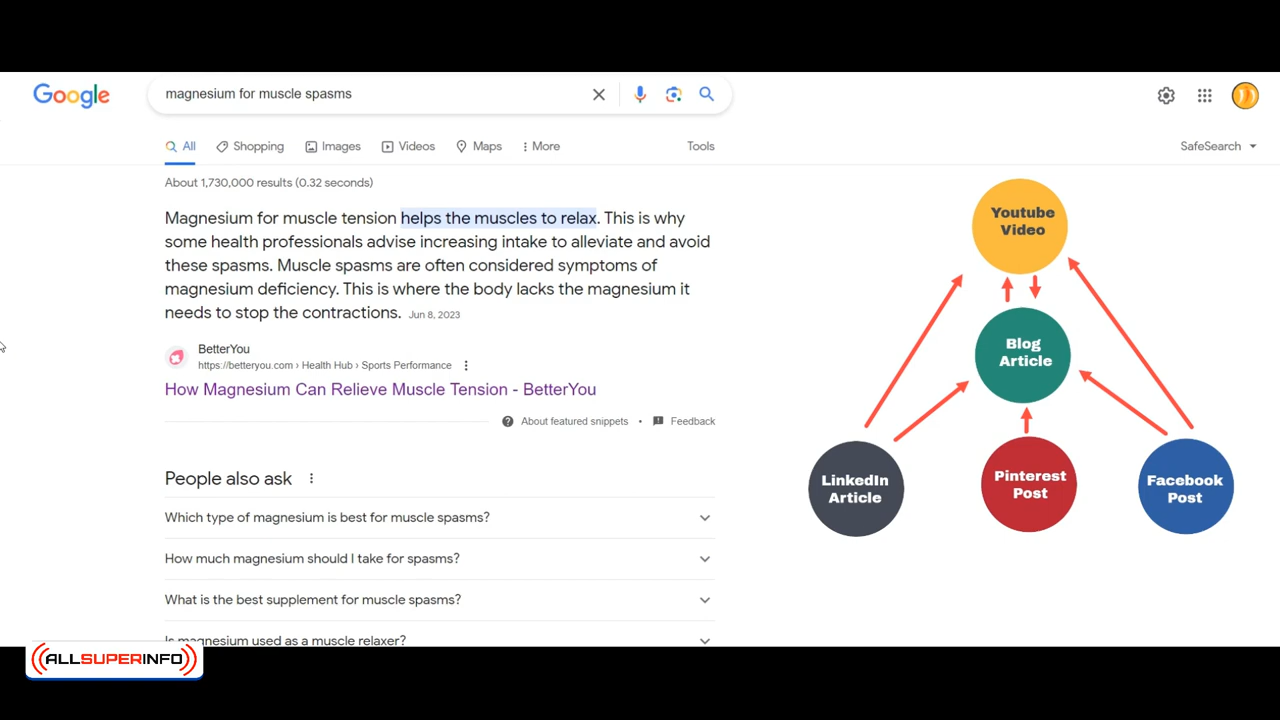 Google
magnesium for muscle spasms
All
Shopping
Images
Videos
Maps
More
Tools
SafeSearch
About 1,730,000 results (0.32 seconds)
Magnesium for muscle tension helps the muscles to relax. This is why
some health professionals advise increasing intake to alleviate and avoid
these spasms. Muscle spasms are often considered symptoms of
magnesium deficiency. This is where the body lacks the magnesium it
needs to stop the contractions. Jun 8, 2023
BetterYou
https://betteryou.com › Health Hub › Sports Performance
How Magnesium Can Relieve Muscle Tension - BetterYou
About featured snippets • Feedback
People also ask
Which type of magnesium is best for muscle spasms?
How much magnesium should I take for spasms?
What is the best supplement for muscle spasms?
Is magnesium used as a muscle relaxer?
Youtube
Video
Blog
Article
LinkedIn
Article
Pinterest
Post
Facebook
Post
ALLSUPERINFO